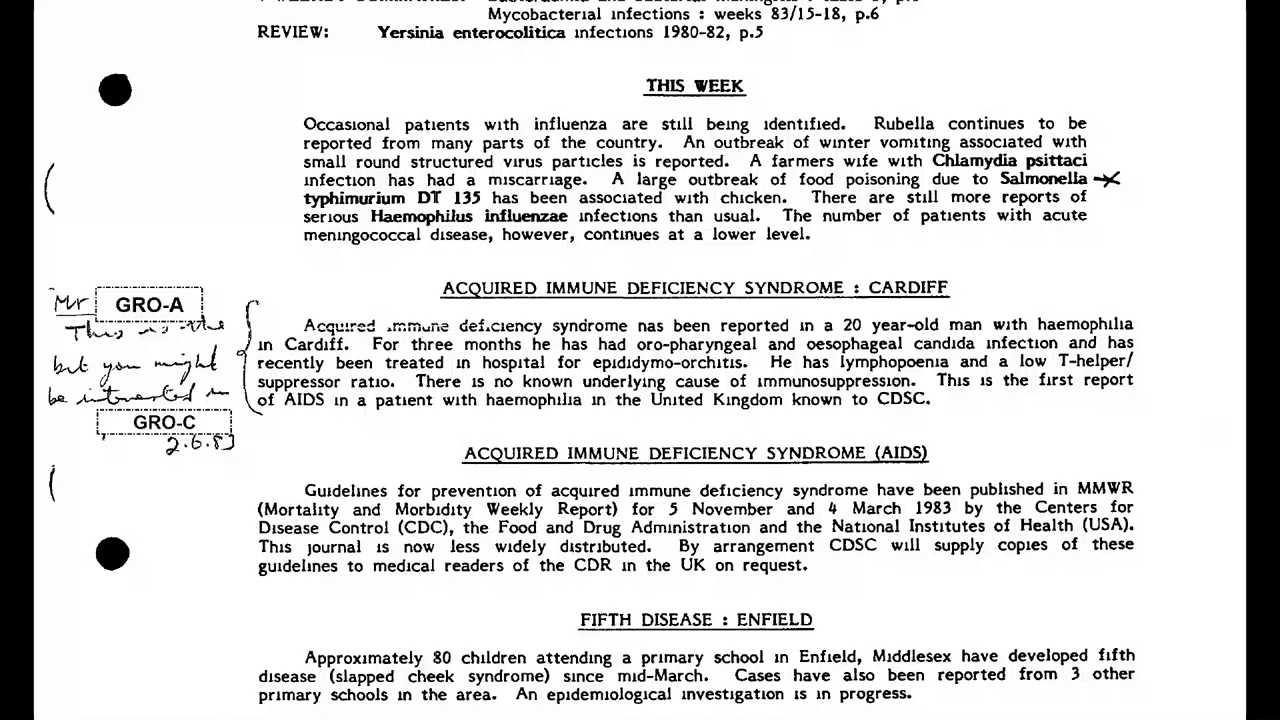 Mycobacterial infections : weeks 83/15-18, p.6
REVIEW: Yersinia enterocolitica infections 1980-82, p.5
THIS WEEK
Occasional patients with influenza are still being identified. Rubella continues to be
reported from many parts of the country. An outbreak of winter vomiting associated with
small round structured virus particles is reported. A farmers wife with Chlamydia psittaci
infection has had a miscarriage. A large outbreak of food poisoning due to Salmonella
typhimurium DT 135 has been associated with chicken. There are still more reports of
serious Haemophilus influenzae infections than usual. The number of patients with acute
meningococcal disease, however, continues at a lower level.
ACQUIRED IMMUNE DEFICIENCY SYNDROME : CARDIFF
Mr GRO-A
This is the
but you might
be interested in
GRO-C
2.6.83
Acquired immune deficiency syndrome has been reported in a 20 year-old man with haemophilia
in Cardiff. For three months he has had oro-pharyngeal and oesophageal candida infection and has
recently been treated in hospital for epididymo-orchitis. He has lymphopoenia and a low T-helper/
suppressor ratio. There is no known underlying cause of immunosuppression. This is the first report
of AIDS in a patient with haemophilia in the United Kingdom known to CDSC.
ACQUIRED IMMUNE DEFICIENCY SYNDROME (AIDS)
Guidelines for prevention of acquired immune deficiency syndrome have been published in MMWR
(Mortality and Morbidity Weekly Report) for 5 November and 4 March 1983 by the Centers for
Disease Control (CDC), the Food and Drug Administration and the National Institutes of Health (USA).
This journal is now less widely distributed. By arrangement CDSC will supply copies of these
guidelines to medical readers of the CDR in the UK on request.
FIFTH DISEASE : ENFIELD
Approximately 80 children attending a primary school in Enfield, Middlesex have developed fifth
disease (slapped cheek syndrome) since mid-March. Cases have also been reported from 3 other
primary schools in the area. An epidemiological investigation is in progress.